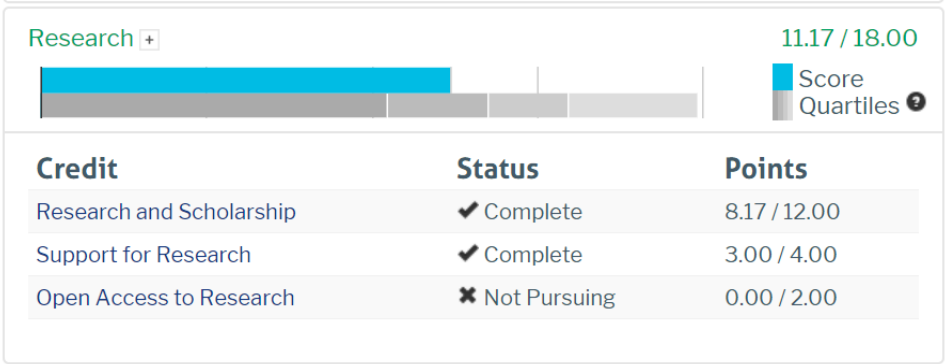 Research +
11.17 / 18.00
Score
Quartiles ?
Credit Status Points
Research and Scholarship ✔ Complete 8.17 / 12.00
Support for Research ✔ Complete 3.00 / 4.00
Open Access to Research ✖ Not Pursuing 0.00 / 2.00